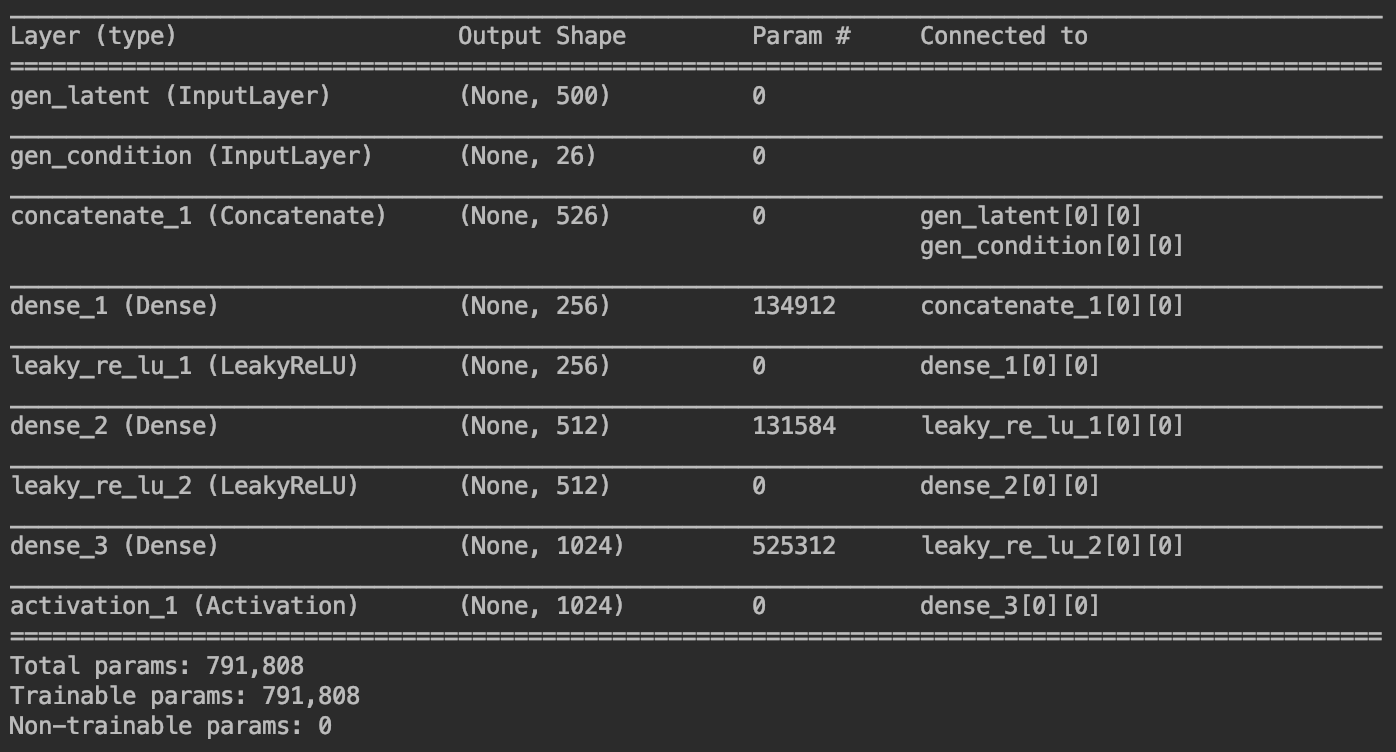 Layer (type) Output Shape Param # Connected to
gen_latent (InputLayer) (None, 500) 0
gen_condition (InputLayer) (None, 26) 0
concatenate_1 (Concatenate) (None, 526) 0 gen_latent[0][0]
gen_condition[0][0]
dense_1 (Dense) (None, 256) 134912 concatenate_1[0][0]
leaky_re_lu_1 (LeakyReLU) (None, 256) 0 dense_1[0][0]
dense_2 (Dense) (None, 512) 131584 leaky_re_lu_1[0][0]
leaky_re_lu_2 (LeakyReLU) (None, 512) 0 dense_2[0][0]
dense_3 (Dense) (None, 1024) 525312 leaky_re_lu_2[0][0]
activation_1 (Activation) (None, 1024) 0 dense_3[0][0]
Total params: 791,808
Trainable params: 791,808
Non-trainable params: 0